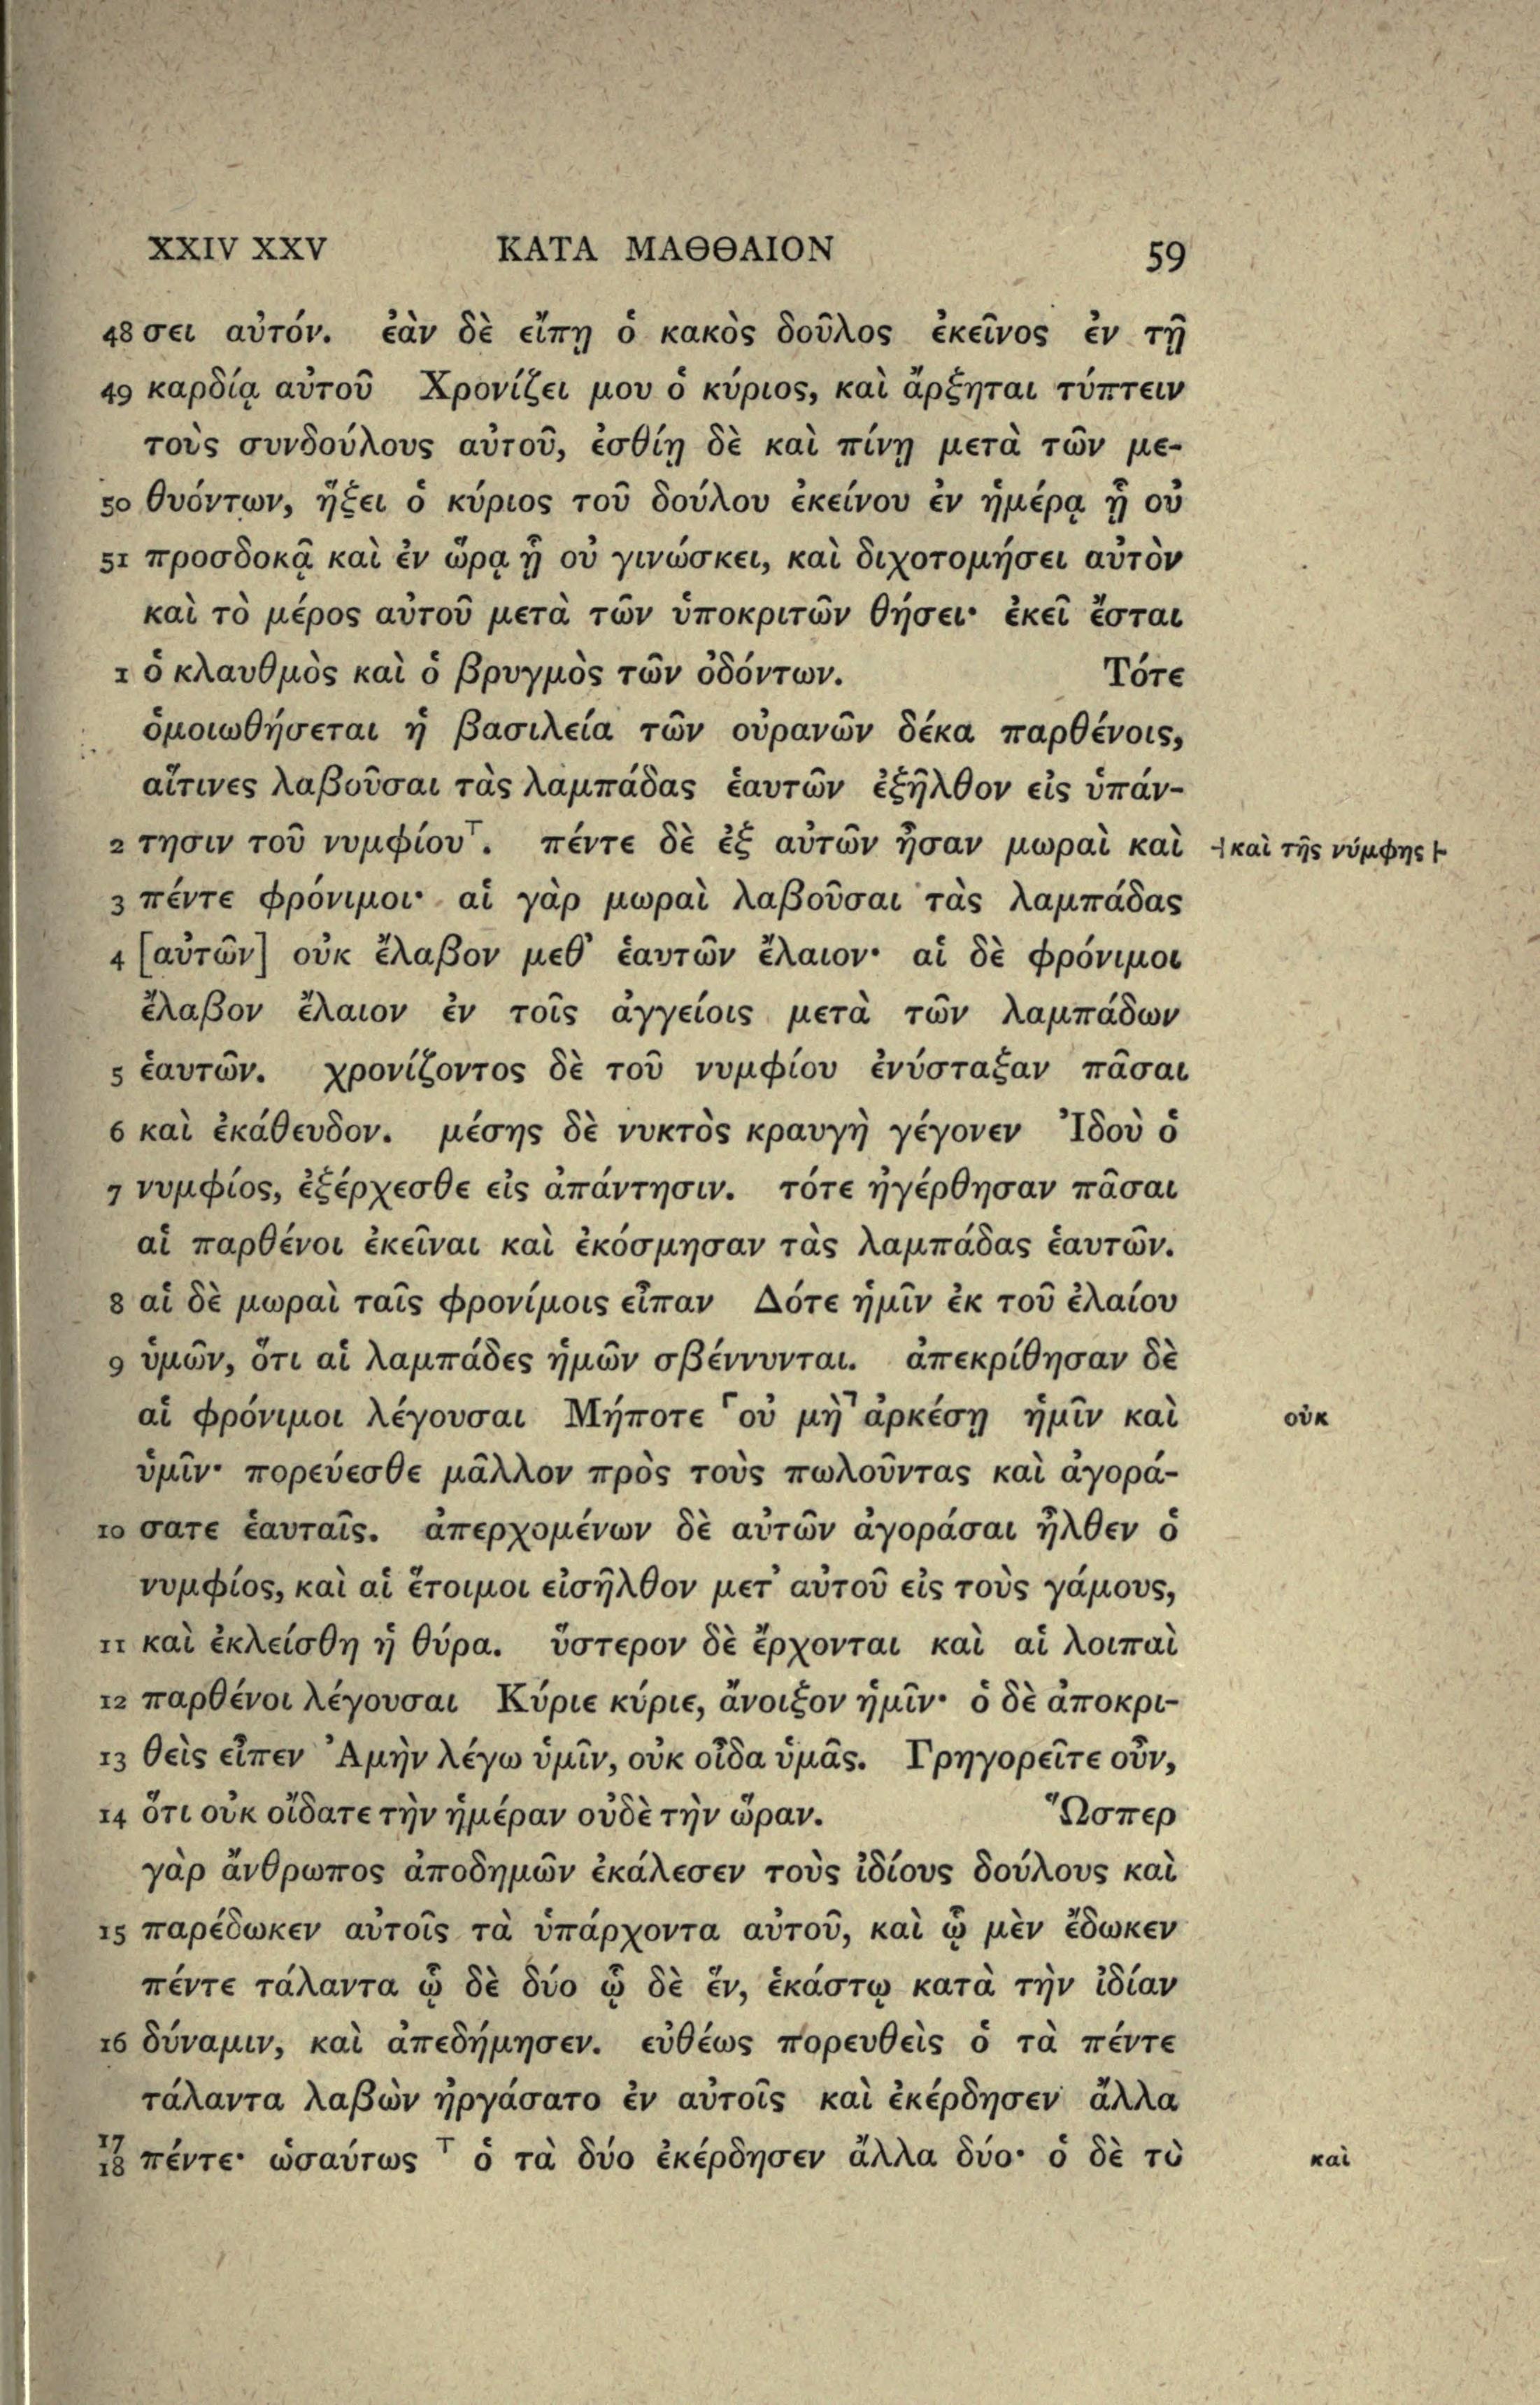 XXIV XXV ΚΑΤΑ ΜΑΘΘΑΙΟΝ 59
48 σει αὐτόν. ἐὰν δὲ εἴπῃ ὁ κακὸς δοῦλος ἐκεῖνος ἐν τῇ
49 καρδίᾳ αὐτοῦ Χρονίζει μου ὁ κύριος, καὶ ἄρξηται τύπτειν
τοὺς συνδούλους αὐτοῦ, ἐσθίῃ δὲ καὶ πίνῃ μετὰ τῶν με-
50 θυόντων, ἥξει ὁ κύριος τοῦ δούλου ἐκείνου ἐν ἡμέρᾳ ᾗ οὐ
51 προσδοκᾷ καὶ ἐν ὥρᾳ ᾗ οὐ γινώσκει, καὶ διχοτομήσει αὐτὸν
καὶ τὸ μέρος αὐτοῦ μετὰ τῶν ὑποκριτῶν θήσει· ἐκεῖ ἔσται
1 ὁ κλαυθμὸς καὶ ὁ βρυγμὸς τῶν ὀδόντων. Τότε
ὁμοιωθήσεται ἡ βασιλεία τῶν οὐρανῶν δέκα παρθένοις,
αἵτινες λαβοῦσαι τὰς λαμπάδας ἑαυτῶν ἐξῆλθον εἰς ὑπάν-
2 τησιν τοῦ νυμφίου⸆. πέντε δὲ ἐξ αὐτῶν ἦσαν μωραὶ καὶ ⊣καὶ τῆς νύμφης⊢
3 πέντε φρόνιμοι· αἱ γὰρ μωραὶ λαβοῦσαι τὰς λαμπάδας
4 [αὐτῶν] οὐκ ἔλαβον μεθ᾽ ἑαυτῶν ἔλαιον· αἱ δὲ φρόνιμοι
ἔλαβον ἔλαιον ἐν τοῖς ἀγγείοις μετὰ τῶν λαμπάδων
5 ἑαυτῶν. χρονίζοντος δὲ τοῦ νυμφίου ἐνύσταξαν πᾶσαι
6 καὶ ἐκάθευδον. μέσης δὲ νυκτὸς κραυγὴ γέγονεν Ἰδοὺ ὁ
7 νυμφίος, ἐξέρχεσθε εἰς ἀπάντησιν. τότε ἠγέρθησαν πᾶσαι
αἱ παρθένοι ἐκεῖναι καὶ ἐκόσμησαν τὰς λαμπάδας ἑαυτῶν.
8 αἱ δὲ μωραὶ ταῖς φρονίμοις εἶπαν Δότε ἡμῖν ἐκ τοῦ ἐλαίου
9 ὑμῶν, ὅτι αἱ λαμπάδες ἡμῶν σβέννυνται. ἀπεκρίθησαν δὲ
αἱ φρόνιμοι λέγουσαι Μήποτε ⌜οὐ μὴ⌝ ἀρκέσῃ ἡμῖν καὶ οὐκ
ὑμῖν· πορεύεσθε μᾶλλον πρὸς τοὺς πωλοῦντας καὶ ἀγορά-
10 σατε ἑαυταῖς. ἀπερχομένων δὲ αὐτῶν ἀγοράσαι ἦλθεν ὁ
νυμφίος, καὶ αἱ ἕτοιμοι εἰσῆλθον μετ᾽ αὐτοῦ εἰς τοὺς γάμους,
11 καὶ ἐκλείσθη ἡ θύρα. ὕστερον δὲ ἔρχονται καὶ αἱ λοιπαὶ
12 παρθένοι λέγουσαι Κύριε κύριε, ἄνοιξον ἡμῖν· ὁ δὲ ἀποκρι-
13 θεὶς εἶπεν Ἀμὴν λέγω ὑμῖν, οὐκ οἶδα ὑμᾶς. Γρηγορεῖτε οὖν,
14 ὅτι οὐκ οἴδατε τὴν ἡμέραν οὐδὲ τὴν ὥραν. Ὥσπερ
γὰρ ἄνθρωπος ἀποδημῶν ἐκάλεσεν τοὺς ἰδίους δούλους καὶ
15 παρέδωκεν αὐτοῖς τὰ ὑπάρχοντα αὐτοῦ, καὶ ᾧ μὲν ἔδωκεν
πέντε τάλαντα ᾧ δὲ δύο ᾧ δὲ ἕν, ἑκάστῳ κατὰ τὴν ἰδίαν
16 δύναμιν, καὶ ἀπεδήμησεν. εὐθέως πορευθεὶς ὁ τὰ πέντε
τάλαντα λαβὼν ἠργάσατο ἐν αὐτοῖς καὶ ἐκέρδησεν ἄλλα
17 18 πέντε· ὡσαύτως ⸆ ὁ τὰ δύο ἐκέρδησεν ἄλλα δύο· ὁ δὲ τὸ καὶ